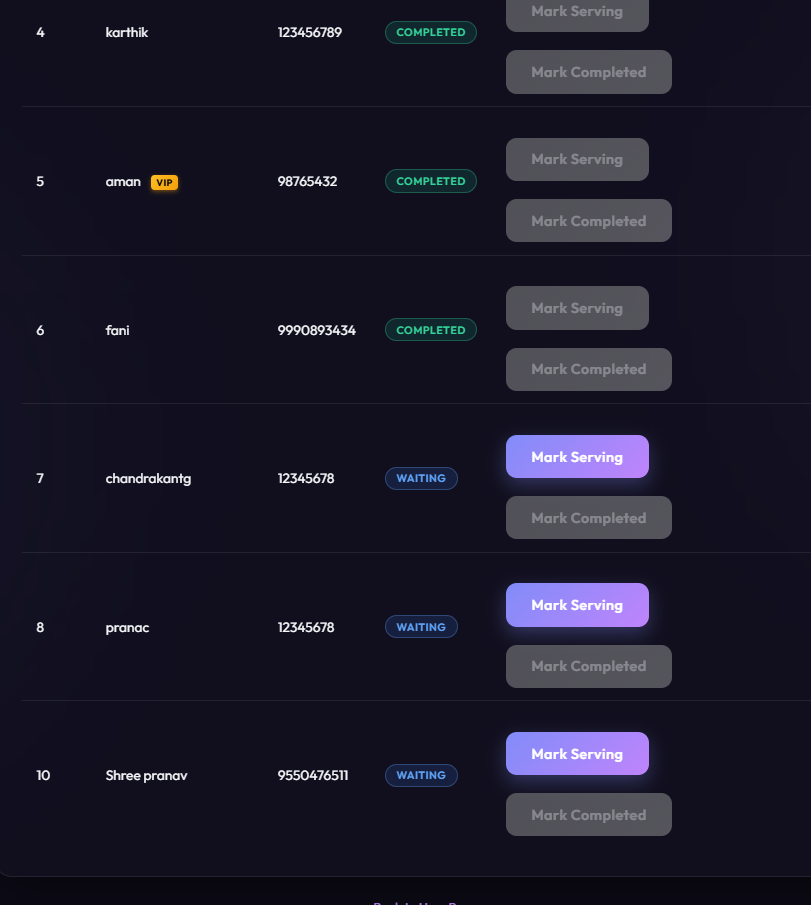 Mark Serving
4 karthik 123456789 COMPLETED
Mark Completed
Mark Serving
5 aman VIP 98765432 COMPLETED
Mark Completed
Mark Serving
6 fani 9990893434 COMPLETED
Mark Completed
Mark Serving
7 chandrakantg 12345678 WAITING
Mark Completed
Mark Serving
8 pranac 12345678 WAITING
Mark Completed
Mark Serving
10 Shree pranav 9550476511 WAITING
Mark Completed